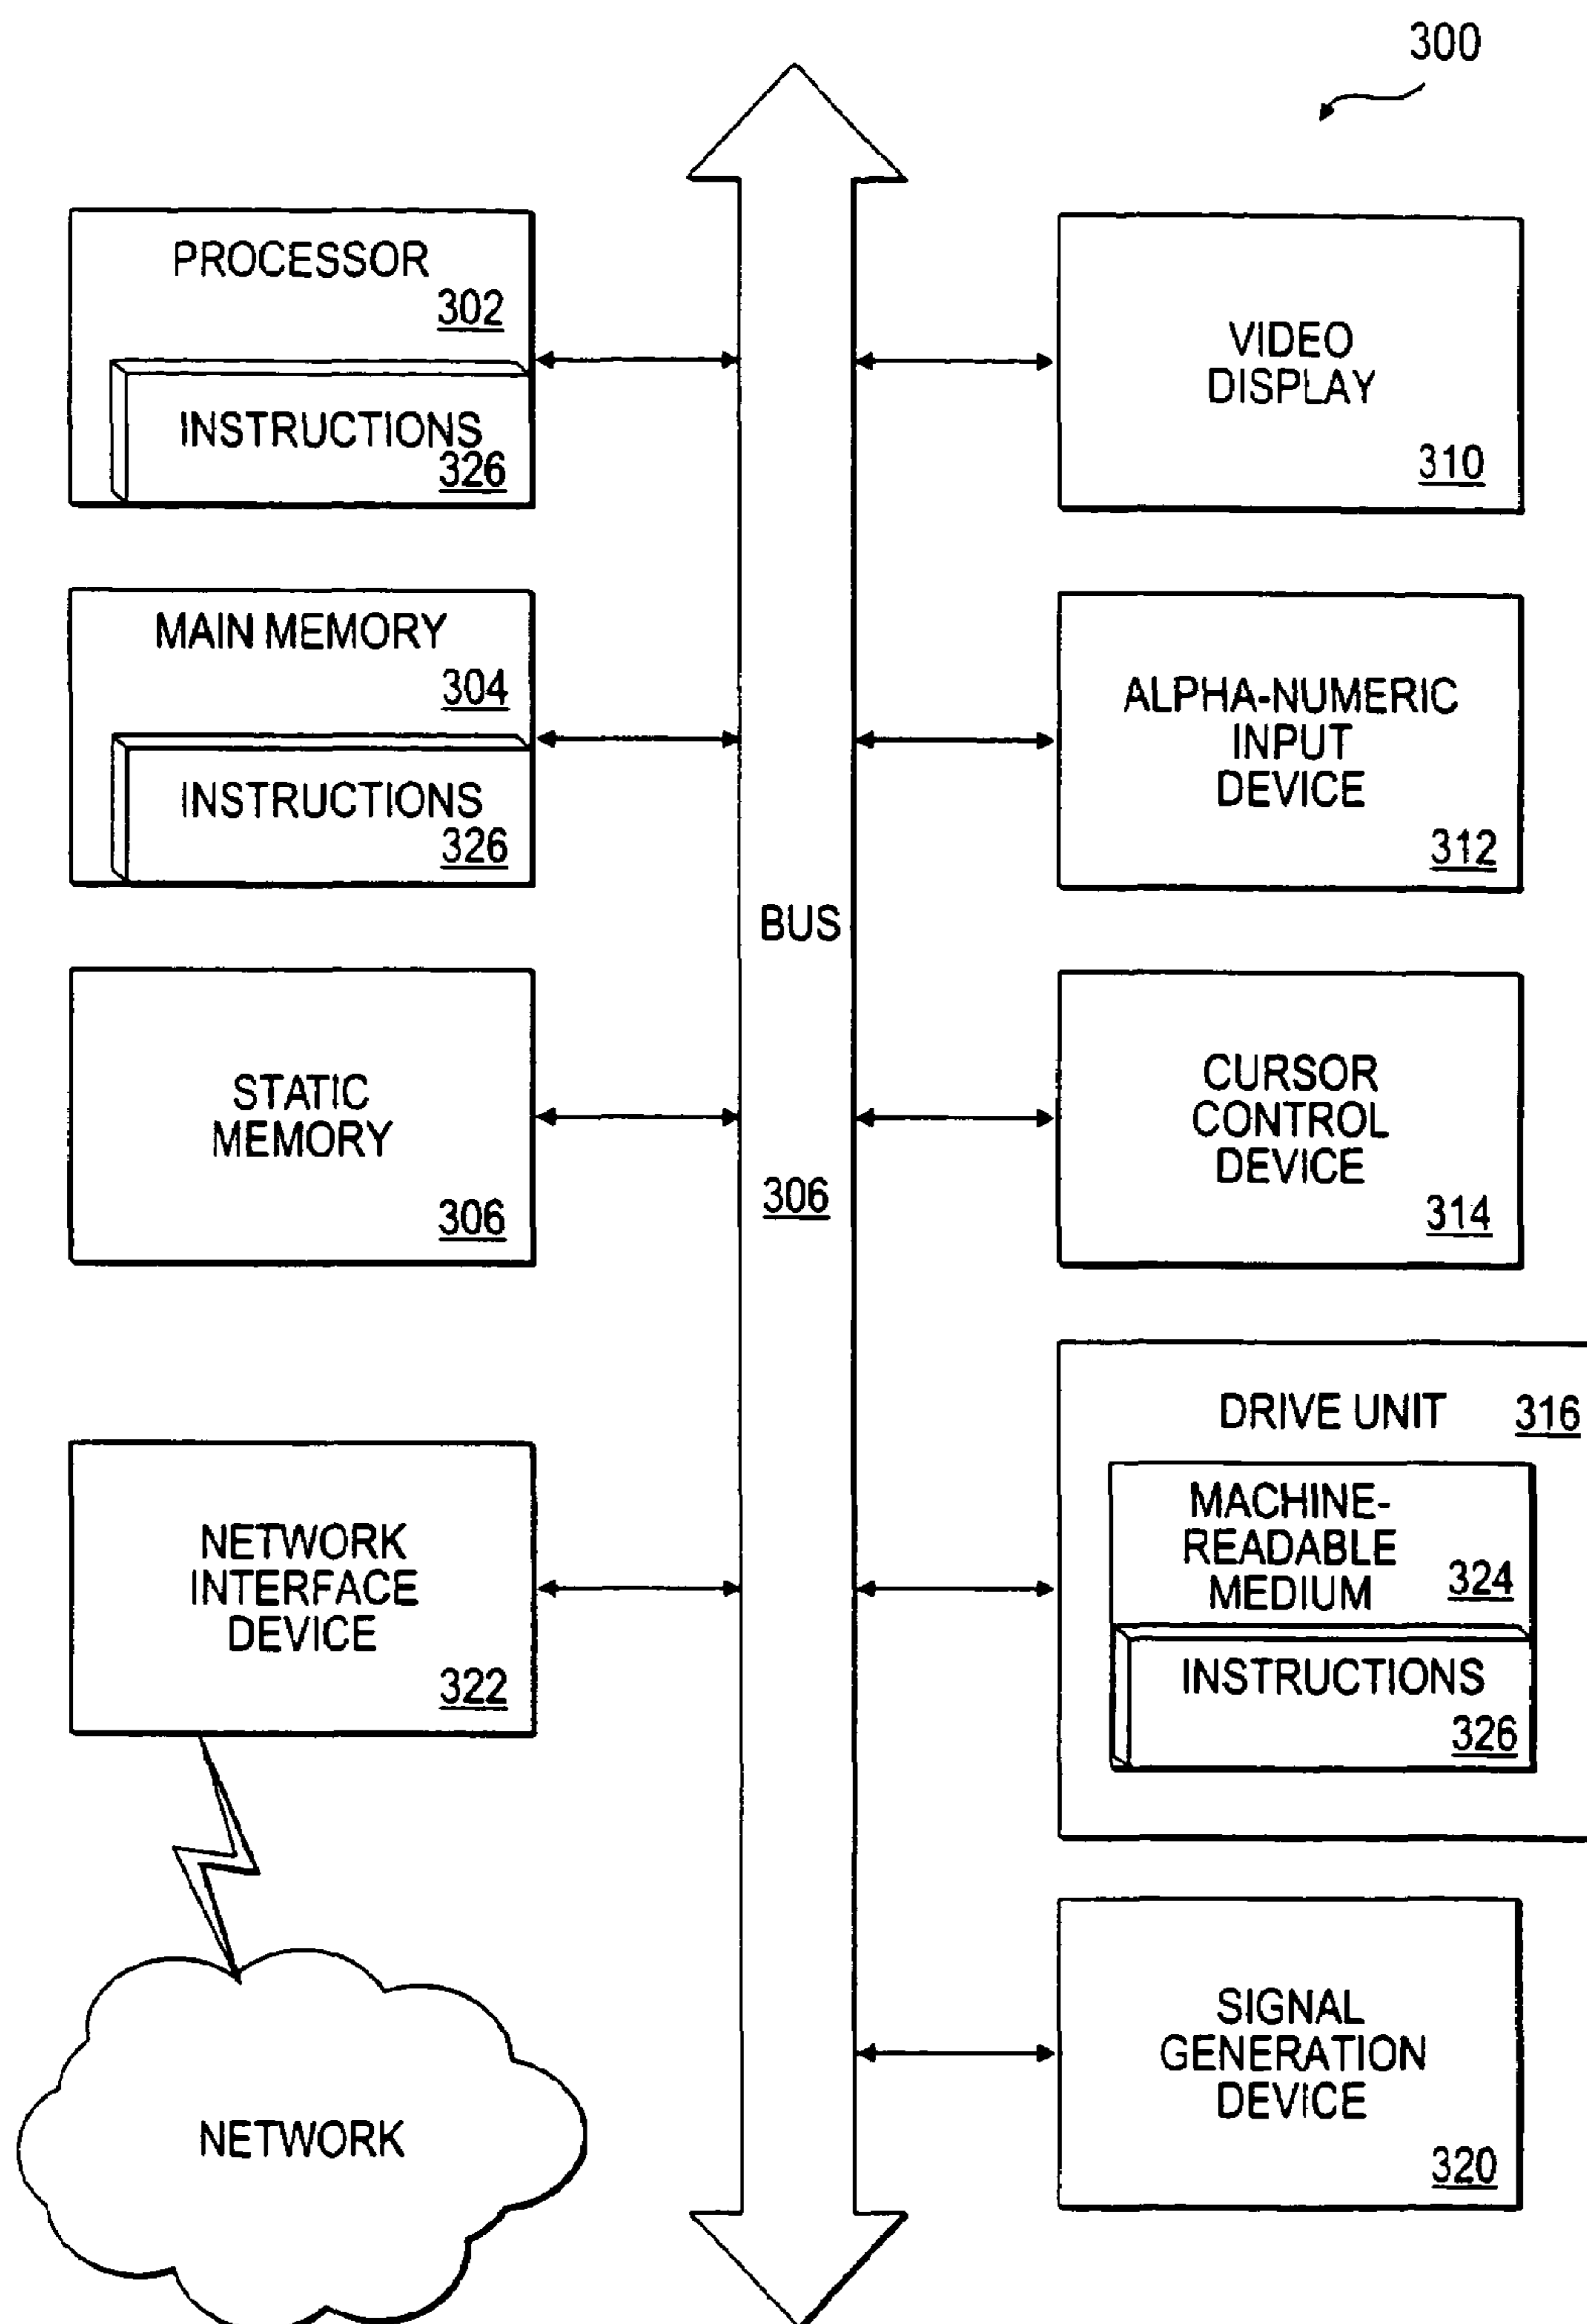 300
PROCESSOR
302
INSTRUCTIONS
326
MAIN MEMORY
304
INSTRUCTIONS
326
STATIC
MEMORY
306
NETWORK
INTERFACE
DEVICE
322
NETWORK
BUS
306
VIDEO
DISPLAY
310
ALPHA-NUMERIC
INPUT
DEVICE
312
CURSOR
CONTROL
DEVICE
314
DRIVE UNIT 316
MACHINE-
READABLE
MEDIUM 324
INSTRUCTIONS
326
SIGNAL
GENERATION
DEVICE
320